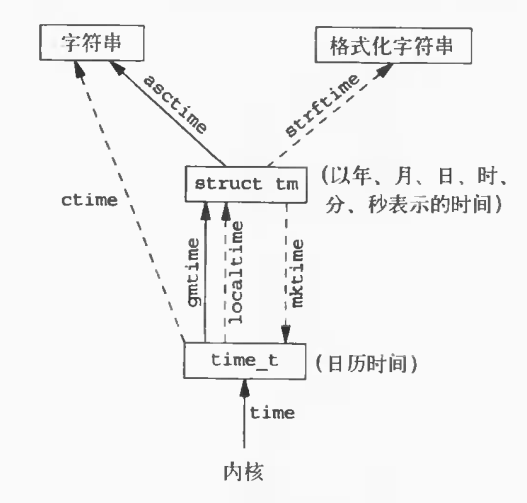 字符串
格式化字符串
asctime
strftime
struct tm
(以年、月、日、时、
分、秒表示的时间)
ctime
gmtime
localtime
mktime
time_t
(日历时间)
time
内核